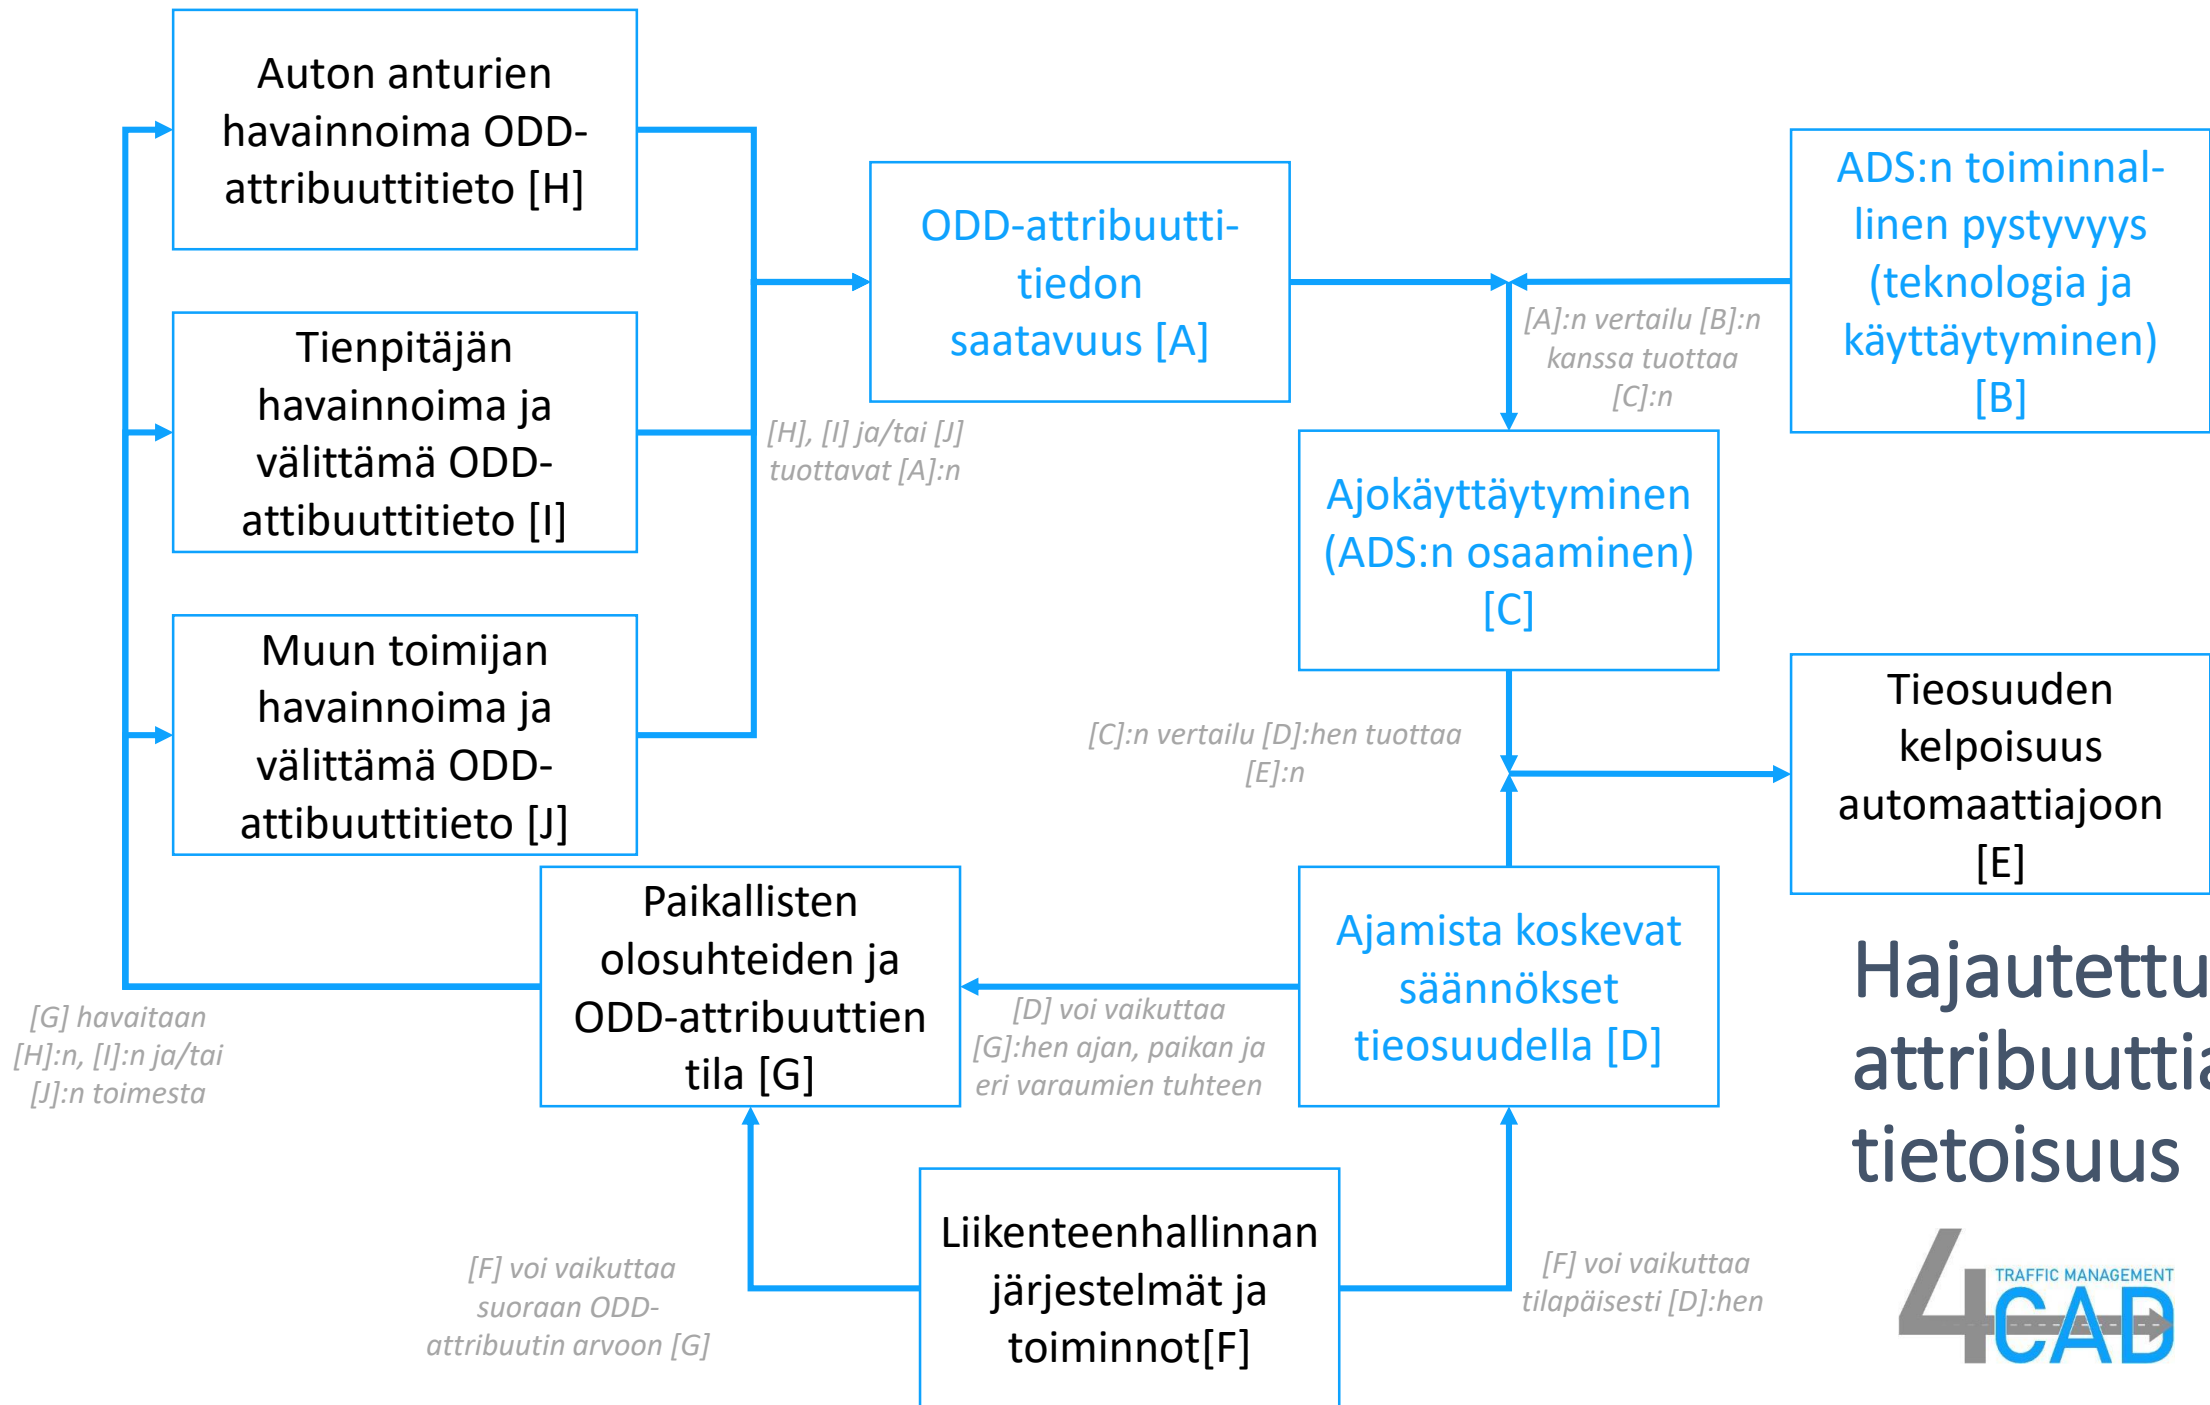 Auton anturien
havainnoima ODD-
attribuuttitieto [H]
Tienpitäjän
havainnoima ja
välittämä ODD-
attibuuttitieto [I]
Muun toimijan
havainnoima ja
välittämä ODD-
attibuuttitieto [J]
[H], [I] ja/tai [J]
tuottavat [A]:n
ODD-attribuutti-
tiedon
saatavuus [A]
[A]:n vertailu [B]:n
kanssa tuottaa
[C]:n
ADS:n toiminnal-
linen pystyvyys
(teknologia ja
käyttäytyminen)
[B]
Ajokäyttäytyminen
(ADS:n osaaminen)
[C]
[C]:n vertailu [D]:hen tuottaa
[E]:n
Tieosuuden
kelpoisuus
automaattiajoon
[E]
Paikallisten
olosuhteiden ja
ODD-attribuuttien
tila [G]
[G] havaitaan
[H]:n, [I]:n ja/tai
[J]:n toimesta
[D] voi vaikuttaa
[G]:hen ajan, paikan ja
eri varaumien tuhteen
Ajamista koskevat
säännökset
tieosuudella [D]
[F] voi vaikuttaa
suoraan ODD-
attribuutin arvoon [G]
Liikenteenhallinnan
järjestelmät ja
toiminnot[F]
[F] voi vaikuttaa
tilapäisesti [D]:hen
Hajautettu
attribuuttia
tietoisuus
4
TRAFFIC MANAGEMENT
CAD